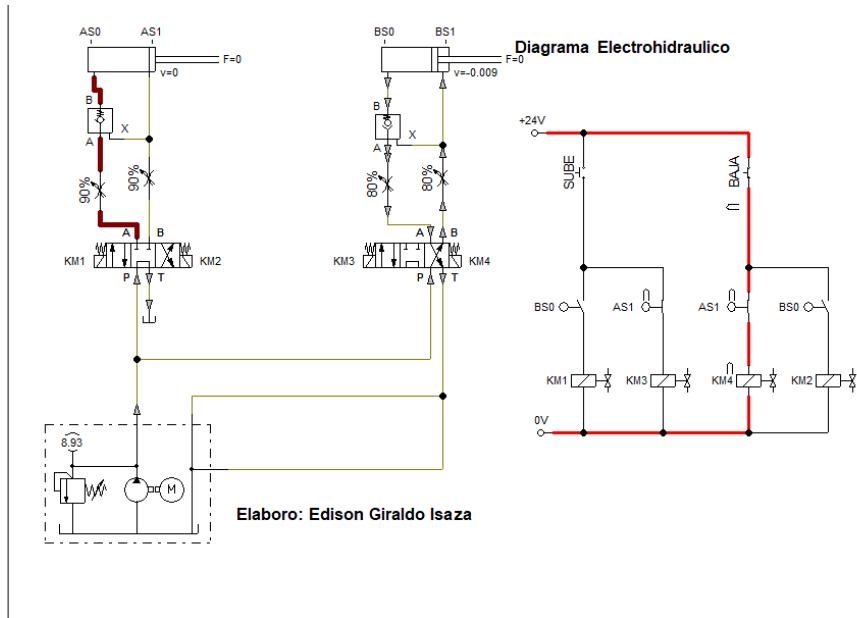 AS0 AS1
F=0
v=0
B
A
X
90% 90%
A B
KM1 KM2
P T
BS0 BS1
F=0
v=-0.009
B
A
X
80% 80%
A B
KM3 KM4
P T
Diagrama Electrohidraulico
+24V
SUBE BAJA
BS0 AS1 AS1 BS0
KM1 KM3 KM4 KM2
0V
8.93
M
Elaboro: Edison Giraldo Isaza